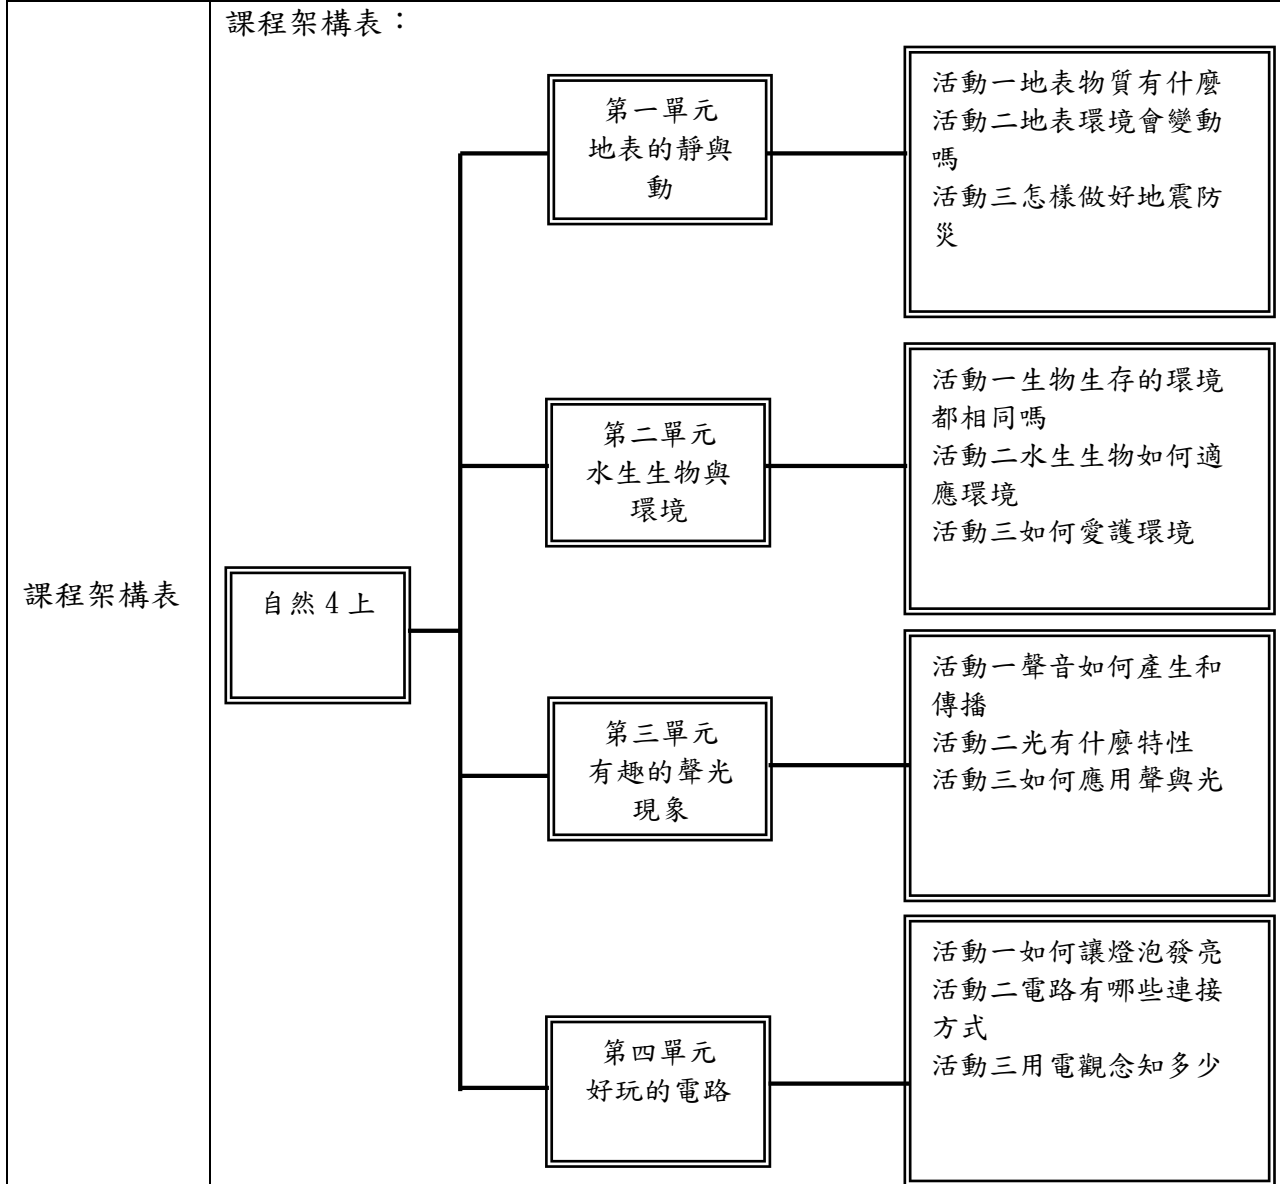 課程架構表：
課程架構表
自然4上
第一單元
地表的靜與
動
活動一地表物質有什麼
活動二地表環境會變動
嗎
活動三怎樣做好地震防
災
第二單元
水生生物與
環境
活動一生物生存的環境
都相同嗎
活動二水生生物如何適
應環境
活動三如何愛護環境
第三單元
有趣的聲光
現象
活動一聲音如何產生和
傳播
活動二光有什麼特性
活動三如何應用聲與光
第四單元
好玩的電路
活動一如何讓燈泡發亮
活動二電路有哪些連接
方式
活動三用電觀念知多少